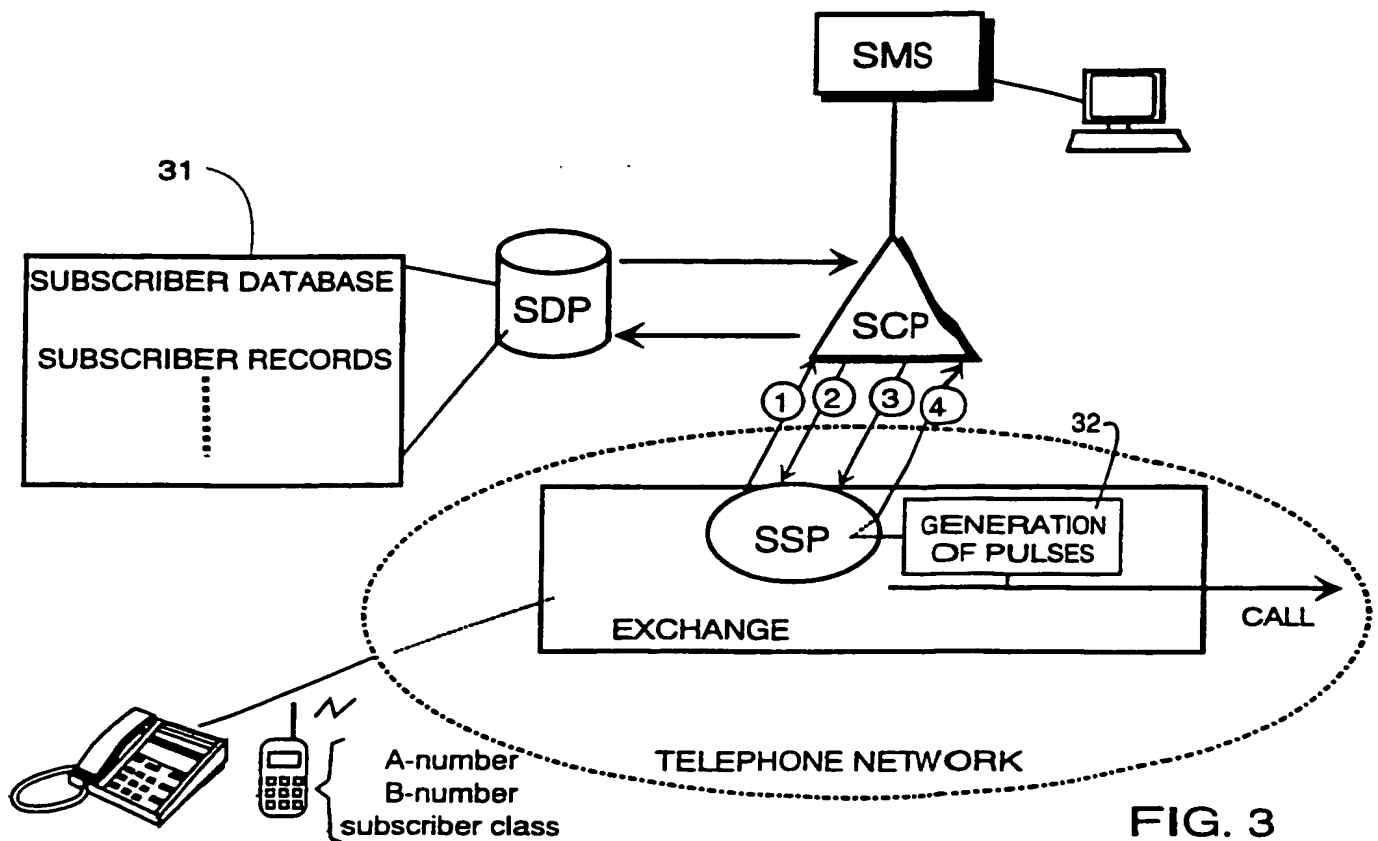 SMS
31
SUBSCRIBER DATABASE
SUBSCRIBER RECORDS
SDP
SCP
1
2
3
4
32
SSP
GENERATION
OF PULSES
CALL
EXCHANGE
TELEPHONE NETWORK
A-number
B-number
subscriber class
FIG. 3